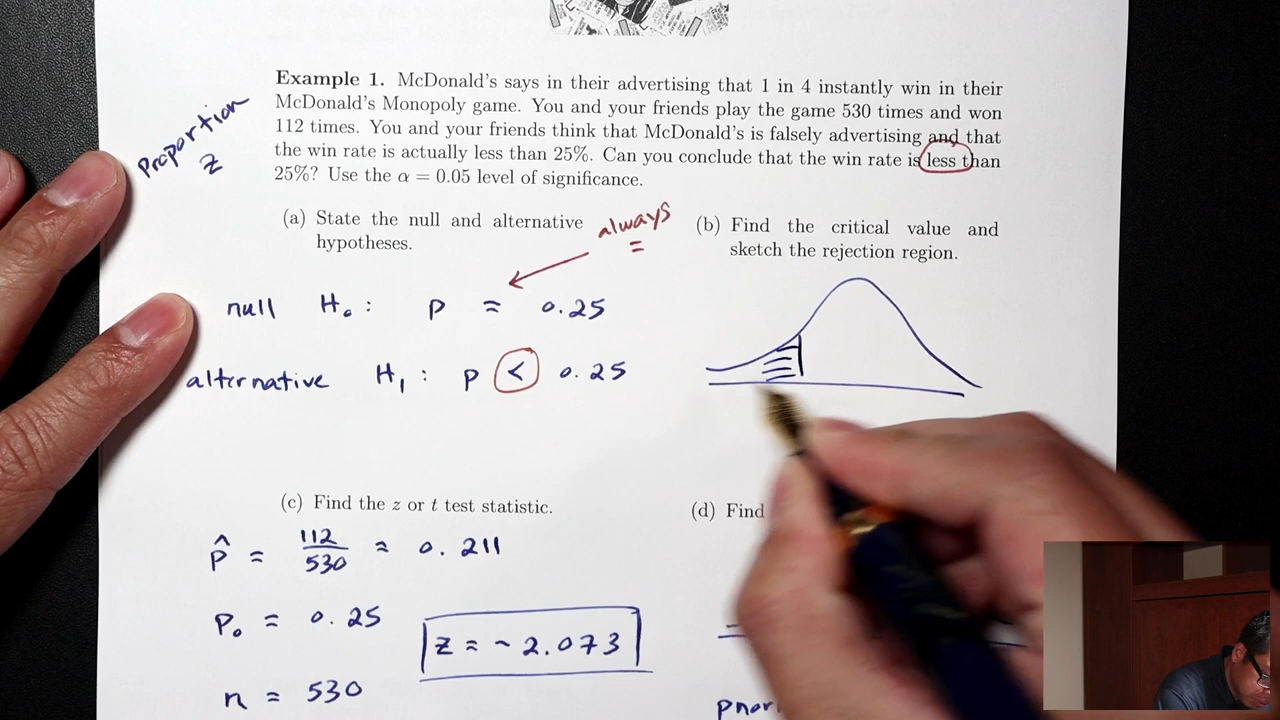 Example 1. McDonald's says in their advertising that 1 in 4 instantly win in their
McDonald's Monopoly game. You and your friends play the game 530 times and won
112 times. You and your friends think that McDonald's is falsely advertising and that
the win rate is actually less than 25%. Can you conclude that the win rate is less than
25%? Use the α = 0.05 level of significance.
Proportion
z
(a) State the null and alternative
hypotheses.
always
=
null H₀: p = 0.25
alternative H₁: p < 0.25
(b) Find the critical value and
sketch the rejection region.
(c) Find the z or t test statistic.
p̂ = 112/530 = 0.211
P₀ = 0.25
z = -2.073
n = 530
(d) Find
=